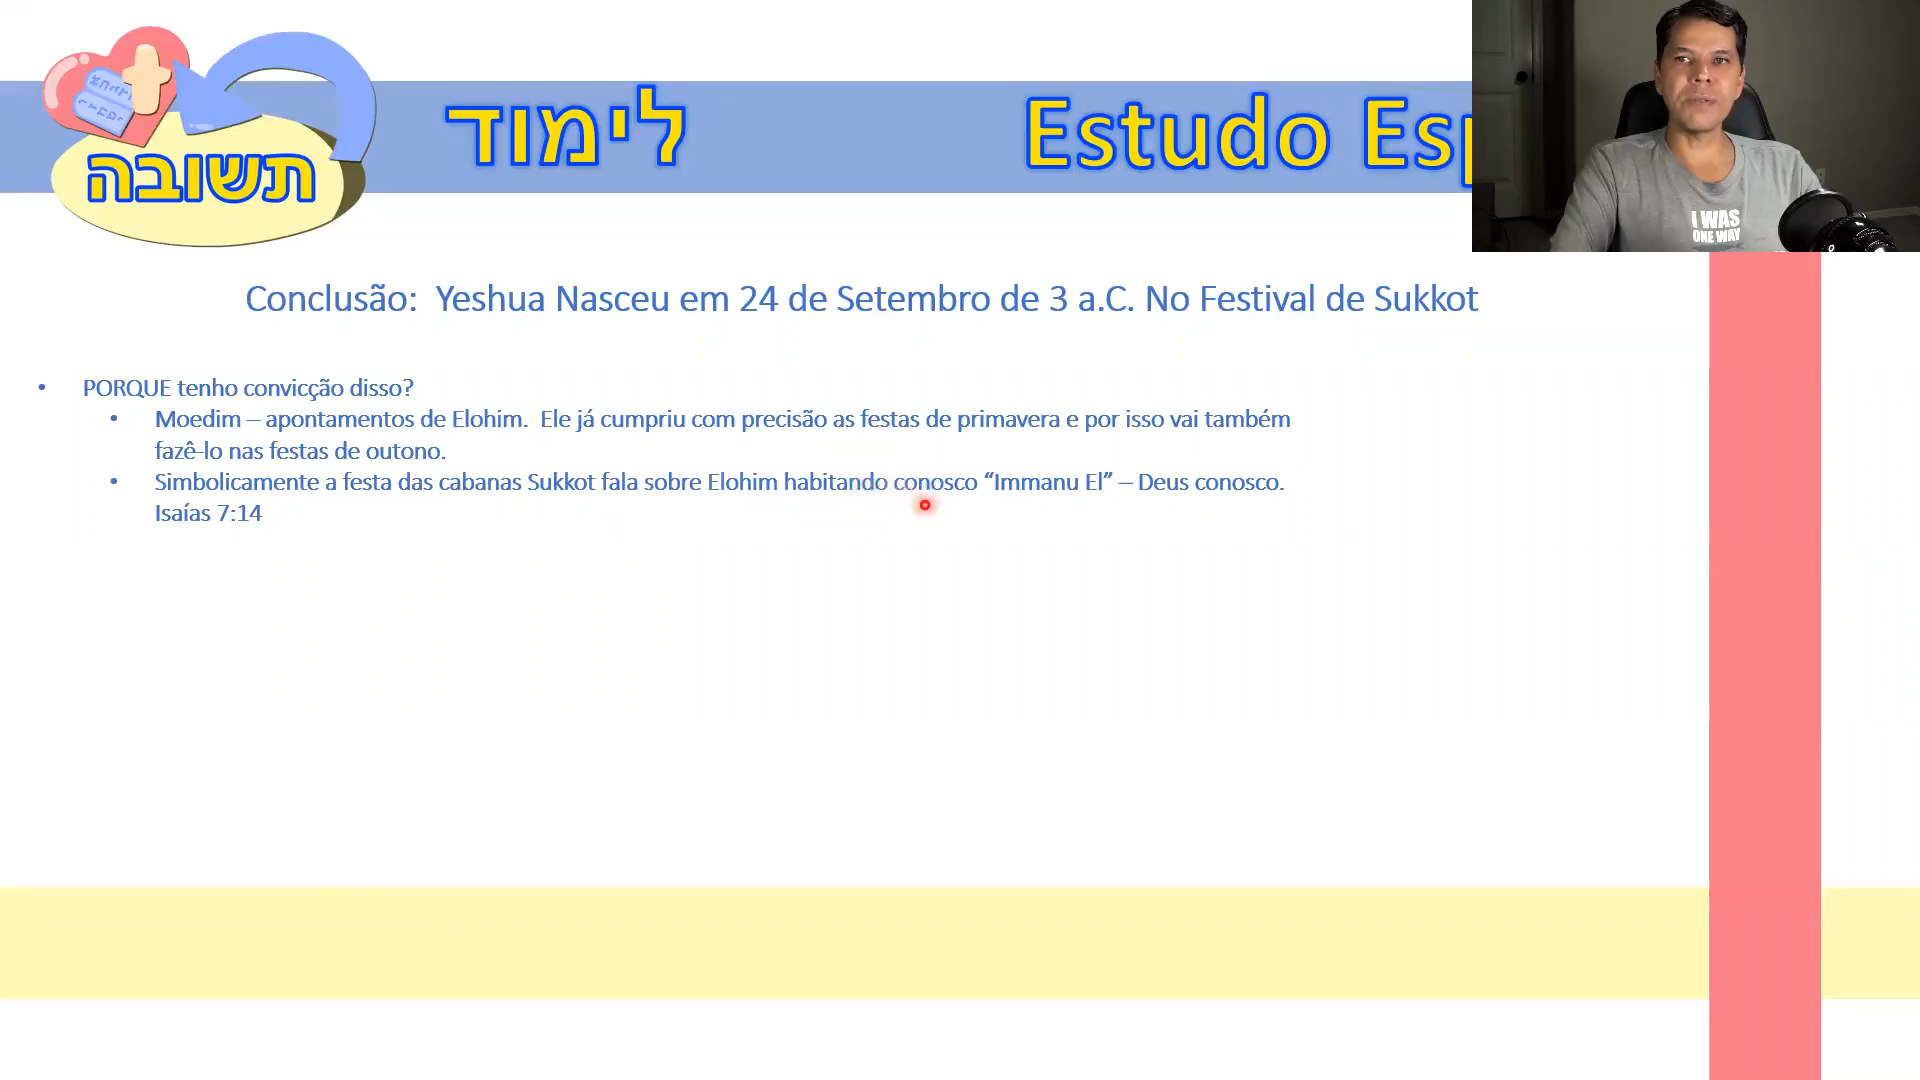 תשובה
לימוד
Estudo Esp
I WAS
ONE WAY
Conclusão:  Yeshua Nasceu em 24 de Setembro de 3 a.C. No Festival de Sukkot
• PORQUE tenho convicção disso?
• Moedim – apontamentos de Elohim.  Ele já cumpriu com precisão as festas de primavera e por isso vai também
fazê-lo nas festas de outono.
• Simbolicamente a festa das cabanas Sukkot fala sobre Elohim habitando conosco “Immanu El” – Deus conosco.
Isaías 7:14